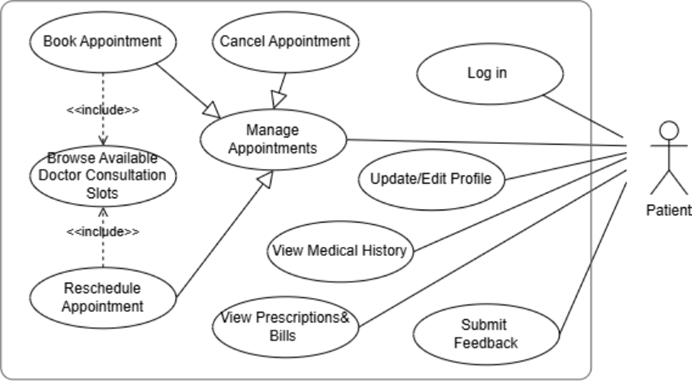 Book Appointment
Cancel Appointment
Log in
<<include>>
Manage
Appointments
Browse Available
Doctor Consultation
Slots
Update/Edit Profile
Patient
<<include>>
View Medical History
Reschedule
Appointment
View Prescriptions&
Bills
Submit
Feedback